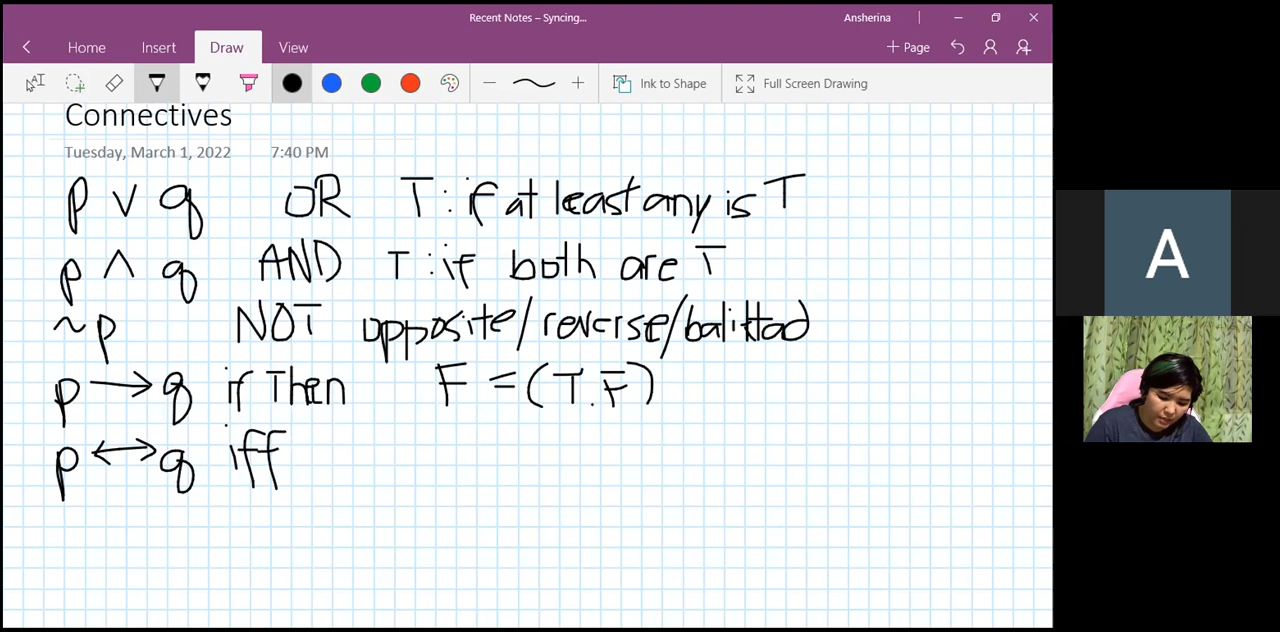 Recent Notes – Syncing...
Ansherina
Home Insert Draw View
Page
Ink to Shape Full Screen Drawing
Connectives
Tuesday, March 1, 2022 7:40 PM
p ∨ q OR T : if at least any is T
p ∧ q AND T : if both are T
~p NOT opposite/reverse/baliktad
p → q if Then F = (T.F)
p ↔ q iff
A